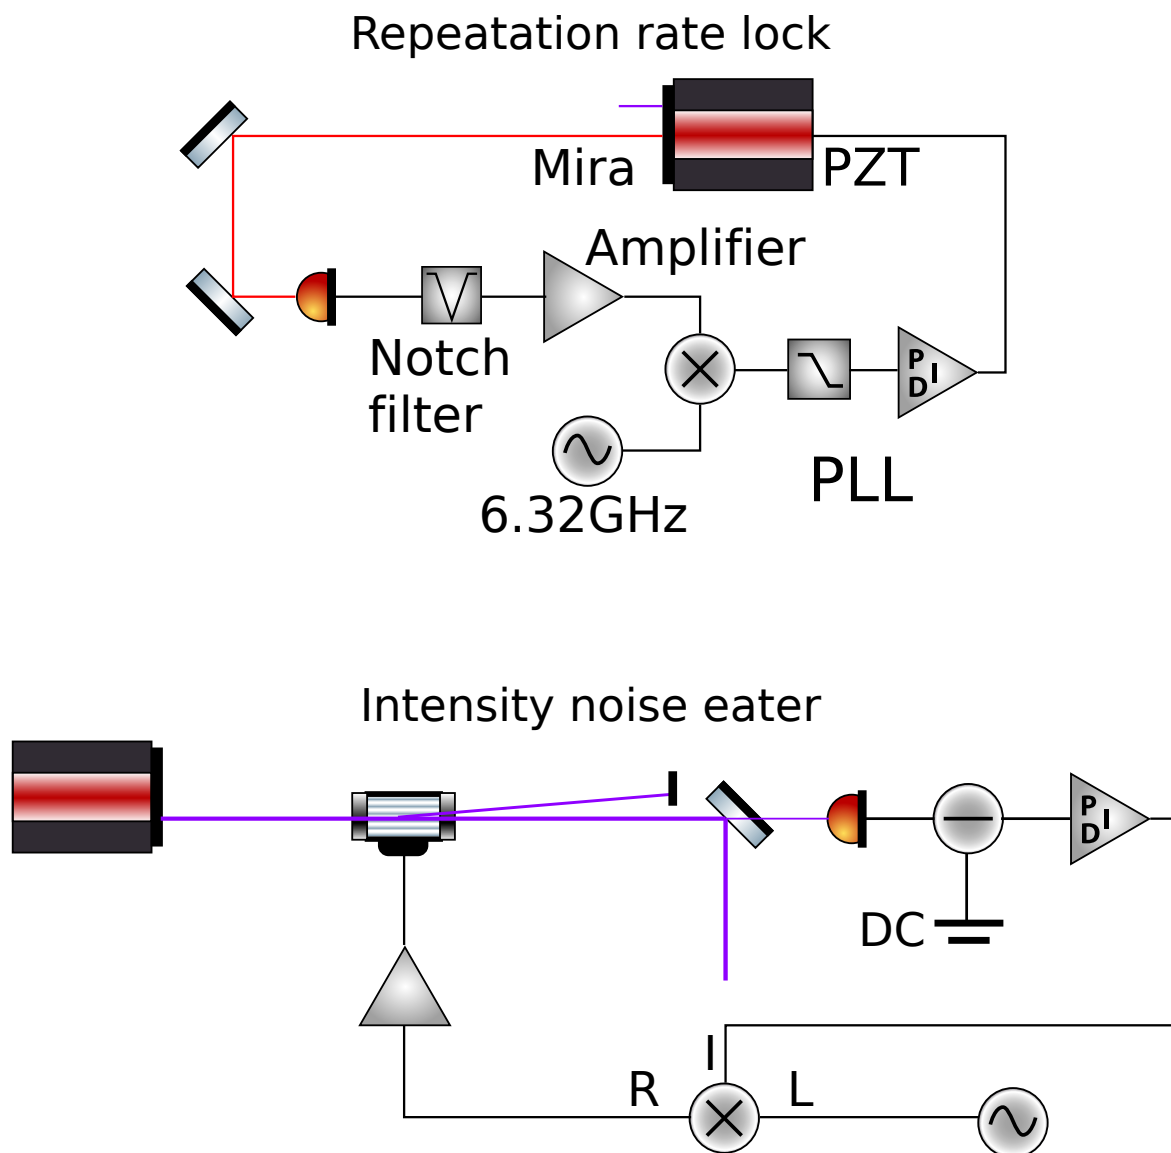 Repeatation rate lock
Mira
PZT
Amplifier
Notch
filter
P
I
D
PLL
6.32GHz
Intensity noise eater
P
I
D
DC
I
R
L